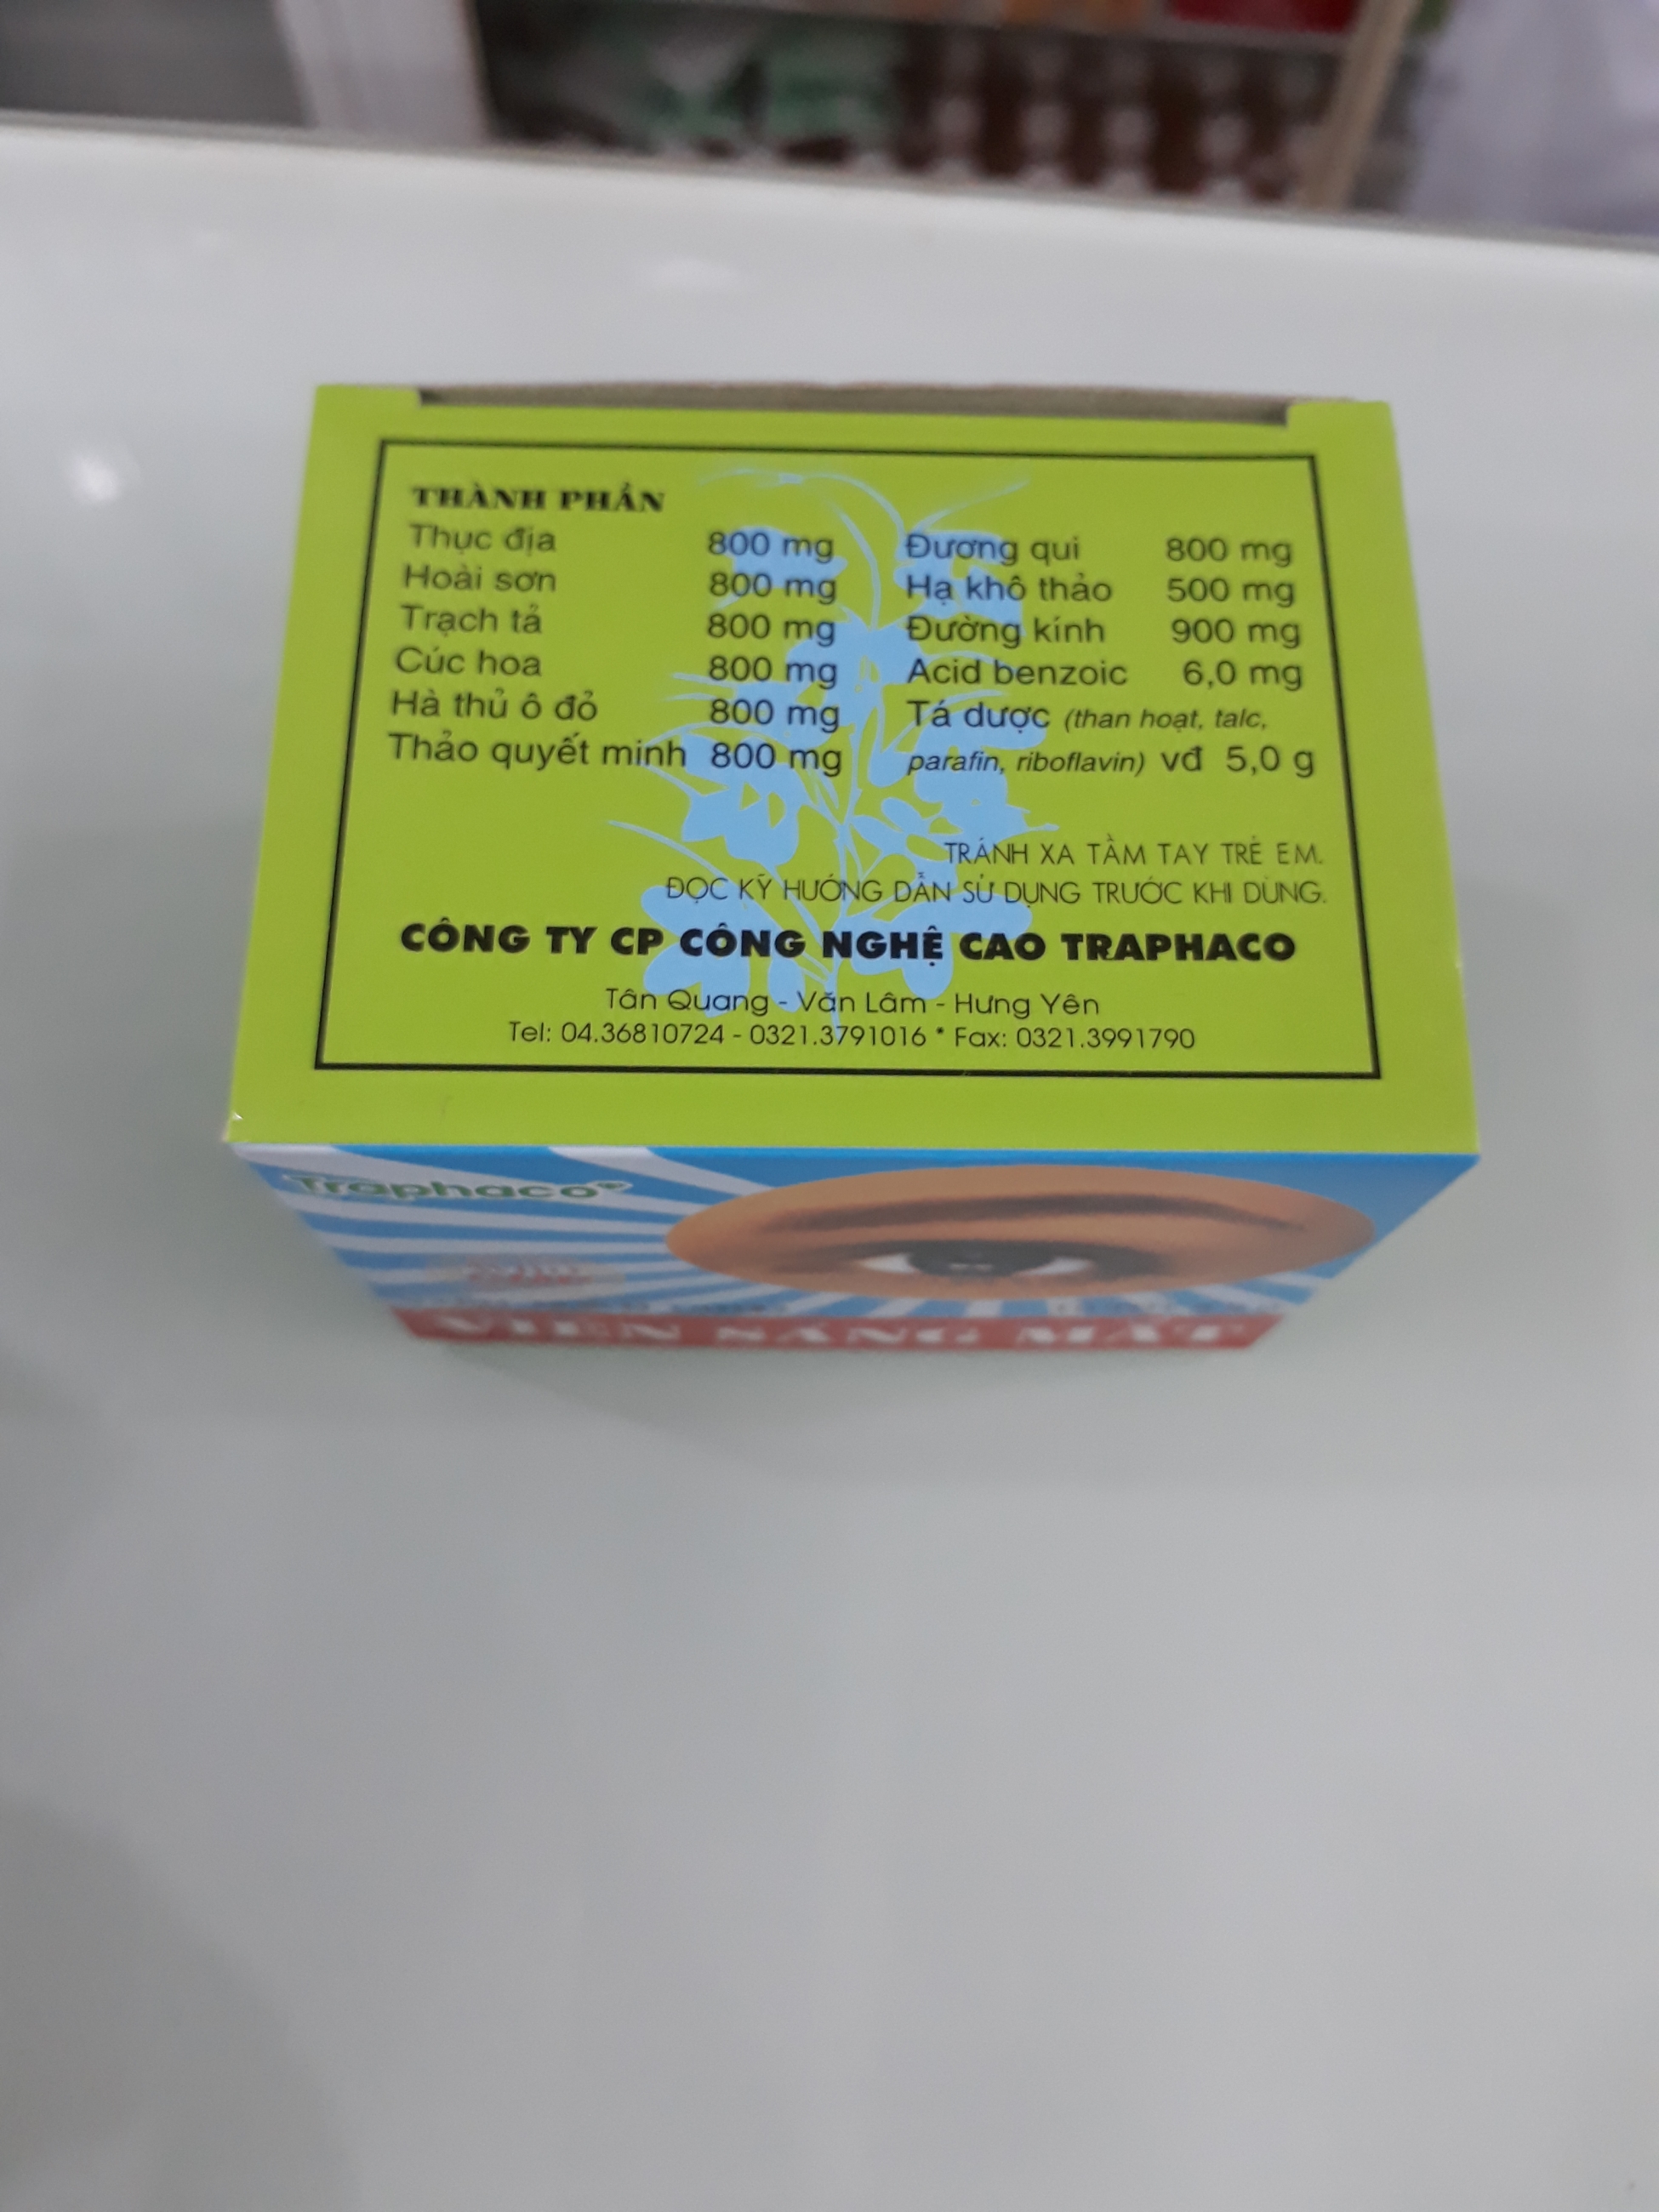 THÀNH PHẦN
Thục địa 800 mg
Hoài sơn 800 mg
Trạch tả 800 mg
Cúc hoa 800 mg
Hà thủ ô đỏ 800 mg
Thảo quyết minh 800 mg
Đương qui 800 mg
Hạ khô thảo 500 mg
Đường kính 900 mg
Acid benzoic 6,0 mg
Tá dược (than hoạt, talc,
parafin, riboflavin) vđ 5,0 g
TRÁNH XA TẦM TAY TRẺ EM.
ĐỌC KỸ HƯỚNG DẪN SỬ DỤNG TRƯỚC KHI DÙNG.
CÔNG TY CP CÔNG NGHỆ CAO TRAPHACO
Tân Quang - Văn Lâm - Hưng Yên
Tel: 04.36810724 - 0321.3791016 * Fax: 0321.3991790
Traphaco®
VIÊN SÁNG MẮT